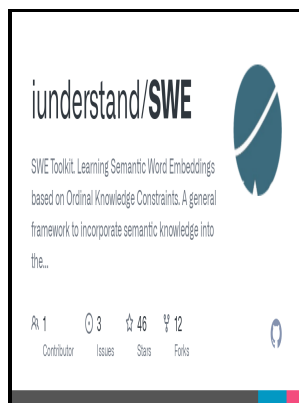 iunderstand/SWE
SWE Toolkit. Learning Semantic Word Embeddings
based on Ordinal Knowledge Constraints. A general
framework to incorporate semantic knowledge into
the...
1 3 46 12
Contributor Issues Stars Forks